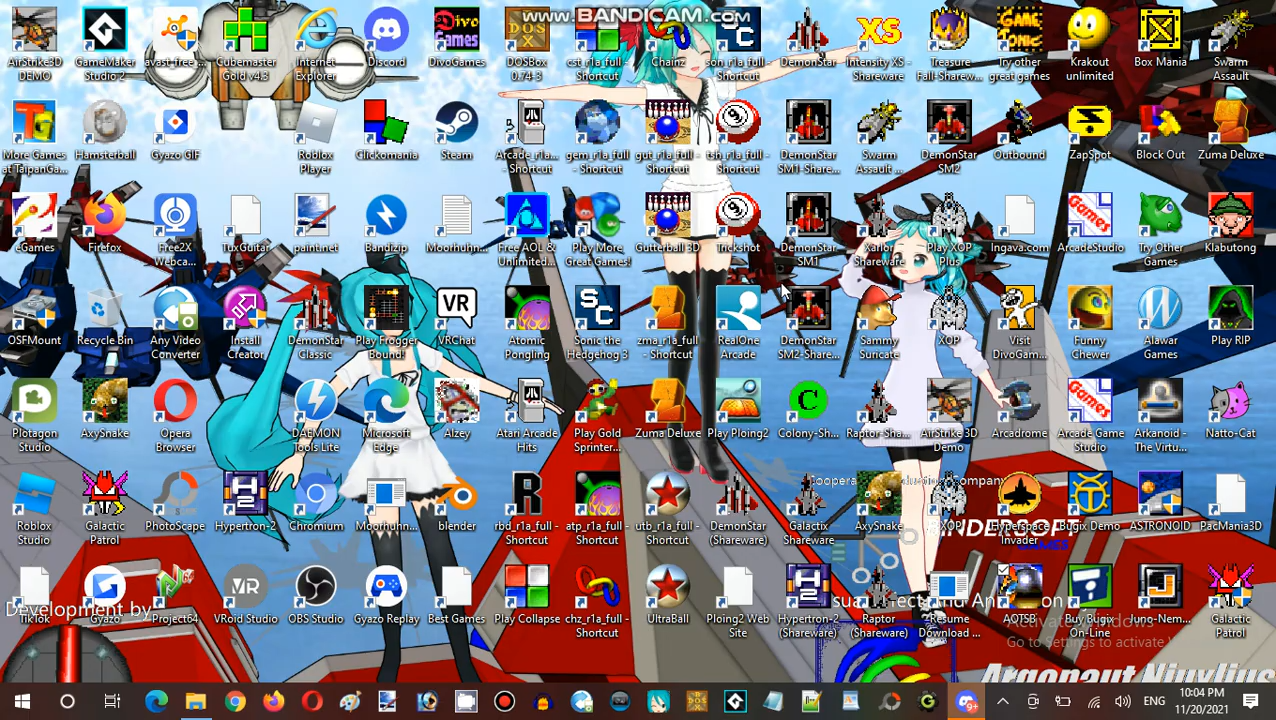 www.BANDICAM.com
AirStrike3D DEMO
GameMaker Studio 2
avast_free_...
Cubemaster Gold v4.3
Internet Explorer
Discord
DivoGames
DOSBox 0.74-3
cst_r1a_full - Shortcut
Chainz
son_r1a_full - Shortcut
DemonStar
Intensity XS - Shareware
Treasure Fall-Sharew...
Try other great games
Krakout unlimited
Box Mania
Swarm Assault
More Games at TaipanGa...
Hamsterball
Gyazo GIF
Roblox Player
Clickomania
Steam
Arcade_r1a... - Shortcut
gem_r1a_full - Shortcut
gut_r1a_full - Shortcut
tsh_r1a_full - Shortcut
DemonStar SM1-Share...
Swarm Assault ...
DemonStar SM2
Outbound
ZapSpot
Block Out
Zuma Deluxe
eGames
Firefox
Free2X Webca...
TuxGuitar
paintnet
Bandizip
Moorhuhn...
Free AOL & Unlimited...
Play More Great Games!
Gutterball 3D
Trickshot
DemonStar SM1
Xarlor Shareware
Play XOP Plus
Ingava.com
ArcadeStudio
Try Other Games
Klabutong
OSFMount
Recycle Bin
Any Video Converter
Install Creator
DemonStar Classic
Play Frogger Bound!
VRChat
Atomic Pongling
Sonic the Hedgehog 3
zma_r1a_full - Shortcut
RealOne Arcade
DemonStar SM2-Share...
Sammy Suricate
XOP
Visit DivoGam...
Funny Chewer
Alawar Games
Play RIP
Plotagon Studio
AxySnake
Opera Browser
DAEMON Tools Lite
Microsoft Edge
Alzey
Atari Arcade Hits
Play Gold Sprinter...
Zuma Deluxe
Play Ploing2
Colony-Sh...
Raptor-Sha...
AirStrike 3D Demo
Arcadrome
Arcade Game Studio
Arkanoid - The Virtu...
Natto-Cat
Roblox Studio
Galactic Patrol
PhotoScape
Hypertron-2
Chromium
Moorhuhn...
blender
rbd_r1a_full - Shortcut
atp_r1a_full - Shortcut
utb_r1a_full - Shortcut
DemonStar (Shareware)
Galactix Shareware
AxySnake
XOP
Hyperspace Invader
Bugix Demo
ASTRONOID
PacMania3D
TikTok
Gyazo
Project64
VRoid Studio
OBS Studio
Gyazo Replay
Best Games
Play Collapse
chz_r1a_full - Shortcut
UltraBall
Ploing2 Web Site
Hypertron-2 (Shareware)
Raptor (Shareware)
Resume Download ...
AOTSB
Buy Bugix On-Line
Juno-Nem...
Galactic Patrol
Development by
GAMES
Activate Windows
Go to Settings to activate
Argonaut
ENG
10:04 PM
11/20/2021